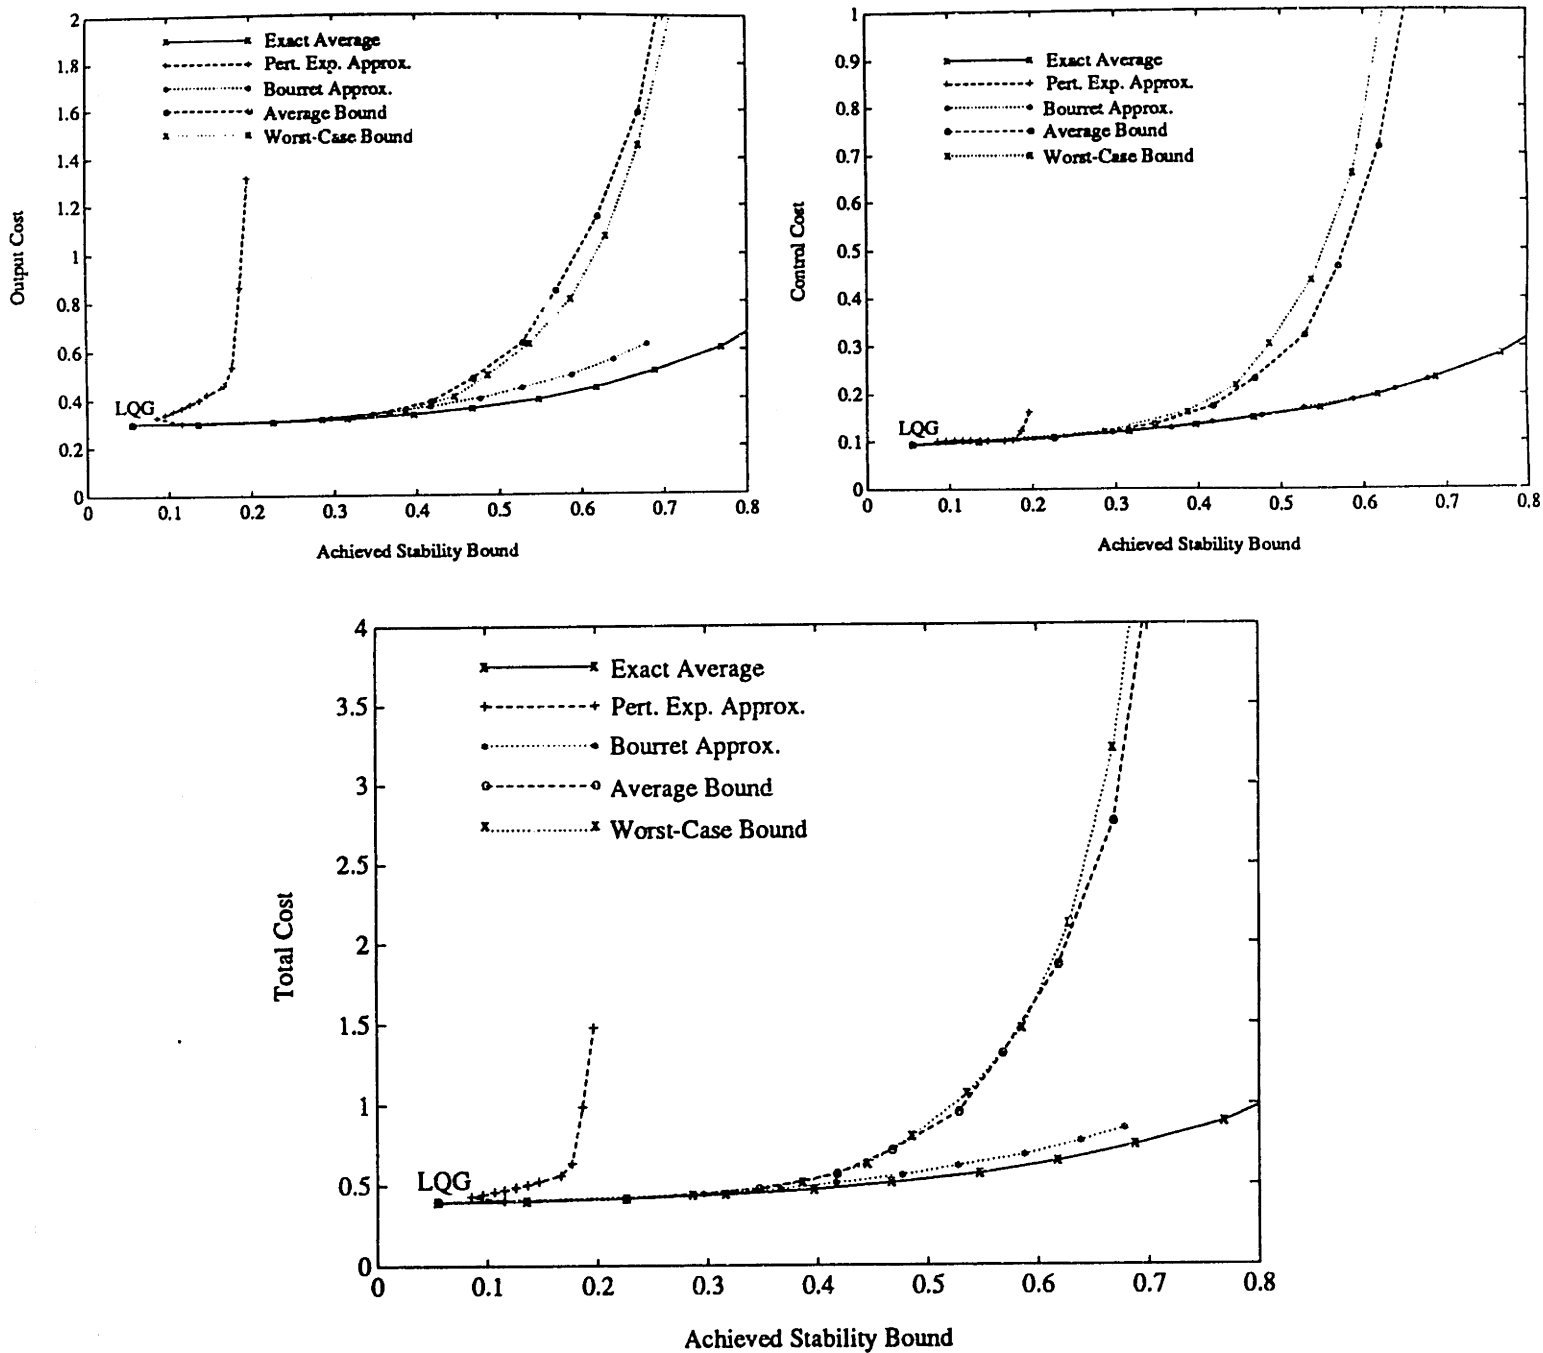 2
1.8
1.6
1.4
1.2
1
0.8
0.6
0.4
0.2
0
Output Cost
Exact Average
Pert. Exp. Approx.
Bourret Approx.
Average Bound
Worst-Case Bound
LQG
0 0.1 0.2 0.3 0.4 0.5 0.6 0.7 0.8
Achieved Stability Bound
1
0.9
0.8
0.7
0.6
0.5
0.4
0.3
0.2
0.1
0
Control Cost
Exact Average
Pert. Exp. Approx.
Bourret Approx.
Average Bound
Worst-Case Bound
LQG
0 0.1 0.2 0.3 0.4 0.5 0.6 0.7 0.8
Achieved Stability Bound
4
3.5
3
2.5
2
1.5
1
0.5
0
Total Cost
Exact Average
Pert. Exp. Approx.
Bourret Approx.
Average Bound
Worst-Case Bound
LQG
0 0.1 0.2 0.3 0.4 0.5 0.6 0.7 0.8
Achieved Stability Bound